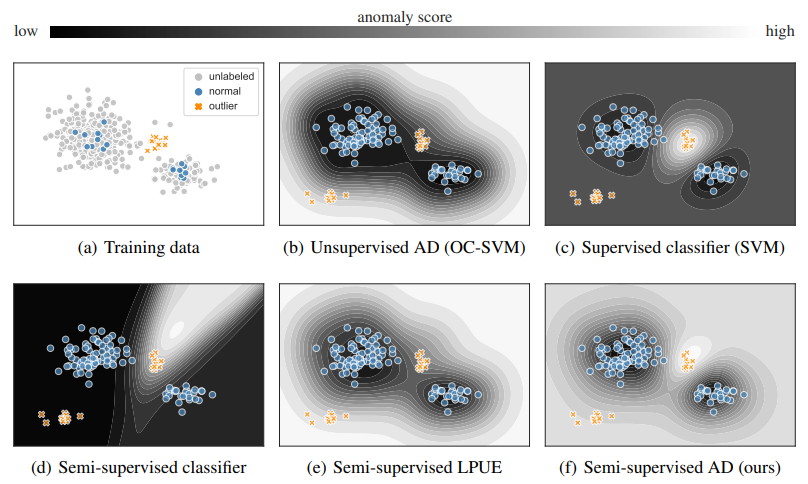 anomaly score
low high
unlabeled
normal
outlier
(a) Training data
(b) Unsupervised AD (OC-SVM)
(c) Supervised classifier (SVM)
(d) Semi-supervised classifier
(e) Semi-supervised LPUE
(f) Semi-supervised AD (ours)